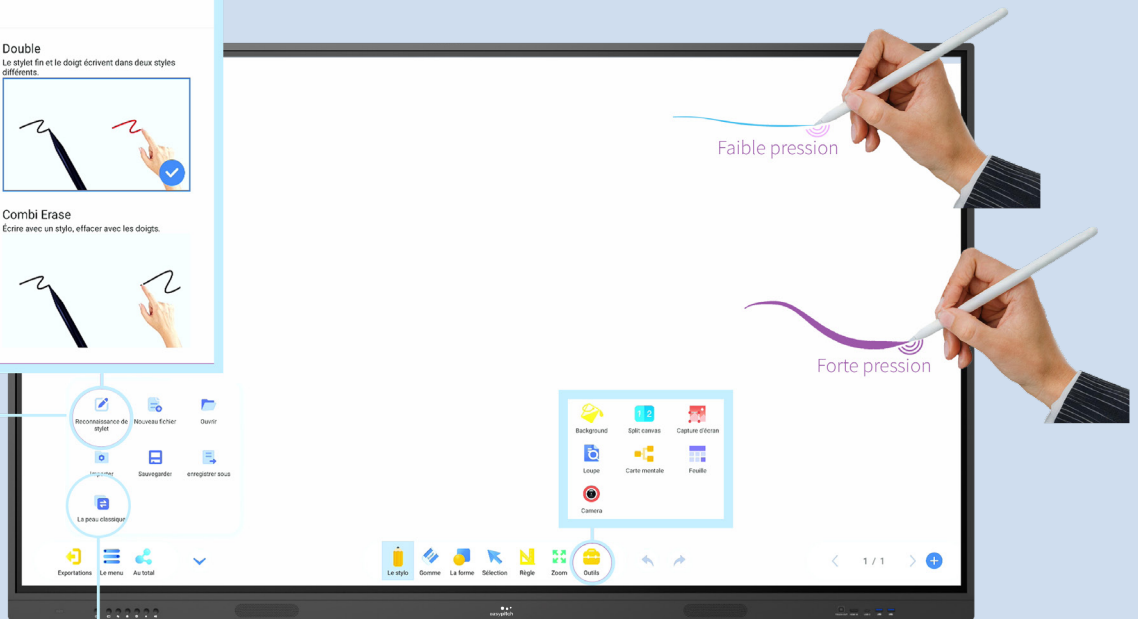 Double
Le stylet fin et le doigt écrivent dans deux styles
différents.
Combi Erase
Écrire avec un stylo, effacer avec les doigts.
Faible pression
Forte pression
Reconnaissance de
stylet
Nouveau fichier
Ouvrir
Importer
Sauvegarder
enregistrer sous
La peau classique
Background
Split canvas
Capture d'écran
Loupe
Carte mentale
Feuille
Camera
Exportations
Le menu
Au total
Le stylo
Gomme
La forme
Sélection
Règle
Zoom
Outils
1 / 1
easypitch